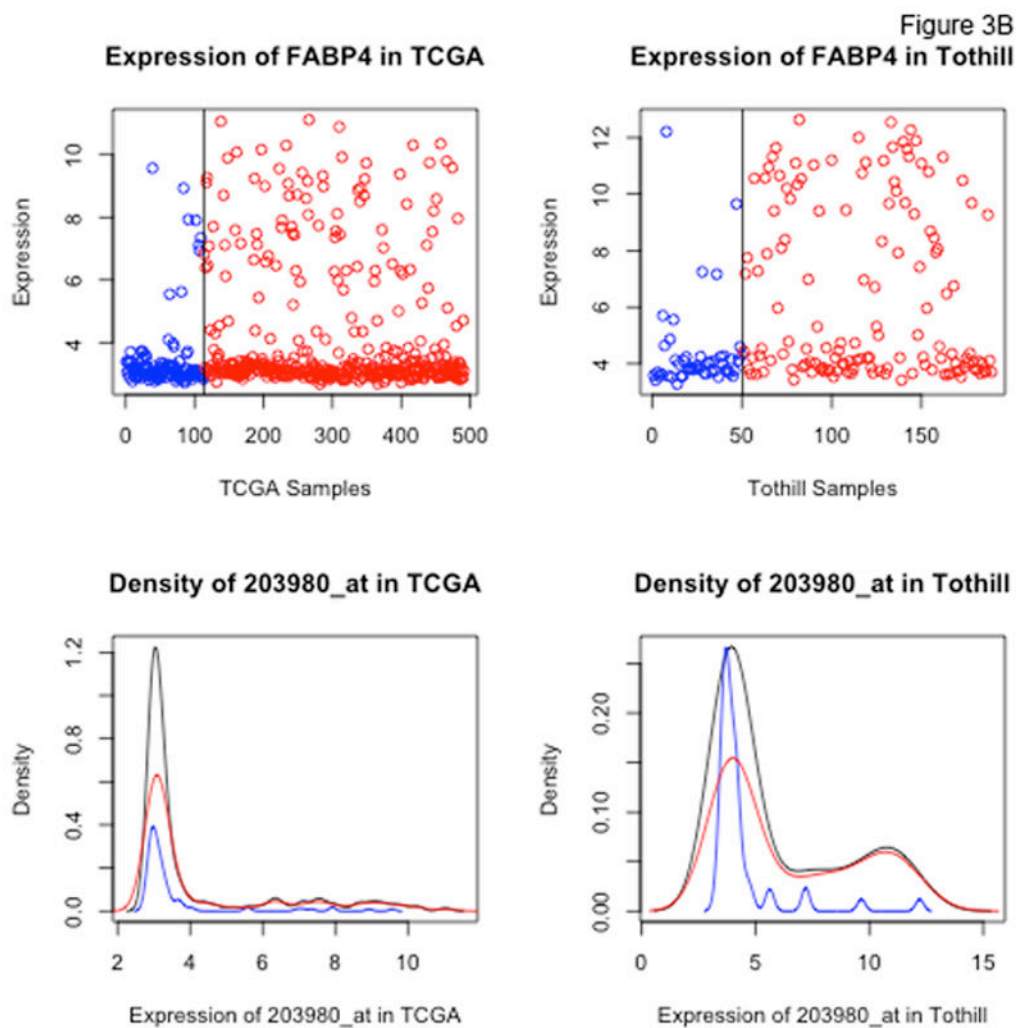 Figure 3B
Expression of FABP4 in TCGA
Expression
10
8
6
4
0 100 200 300 400 500
TCGA Samples
Expression of FABP4 in Tothill
Expression
12
10
8
6
4
0 50 100 150
Tothill Samples
Density of 203980_at in TCGA
Density
1.2
0.8
0.4
0.0
2 4 6 8 10
Expression of 203980_at in TCGA
Density of 203980_at in Tothill
Density
0.20
0.10
0.00
0 5 10 15
Expression of 203980_at in Tothill